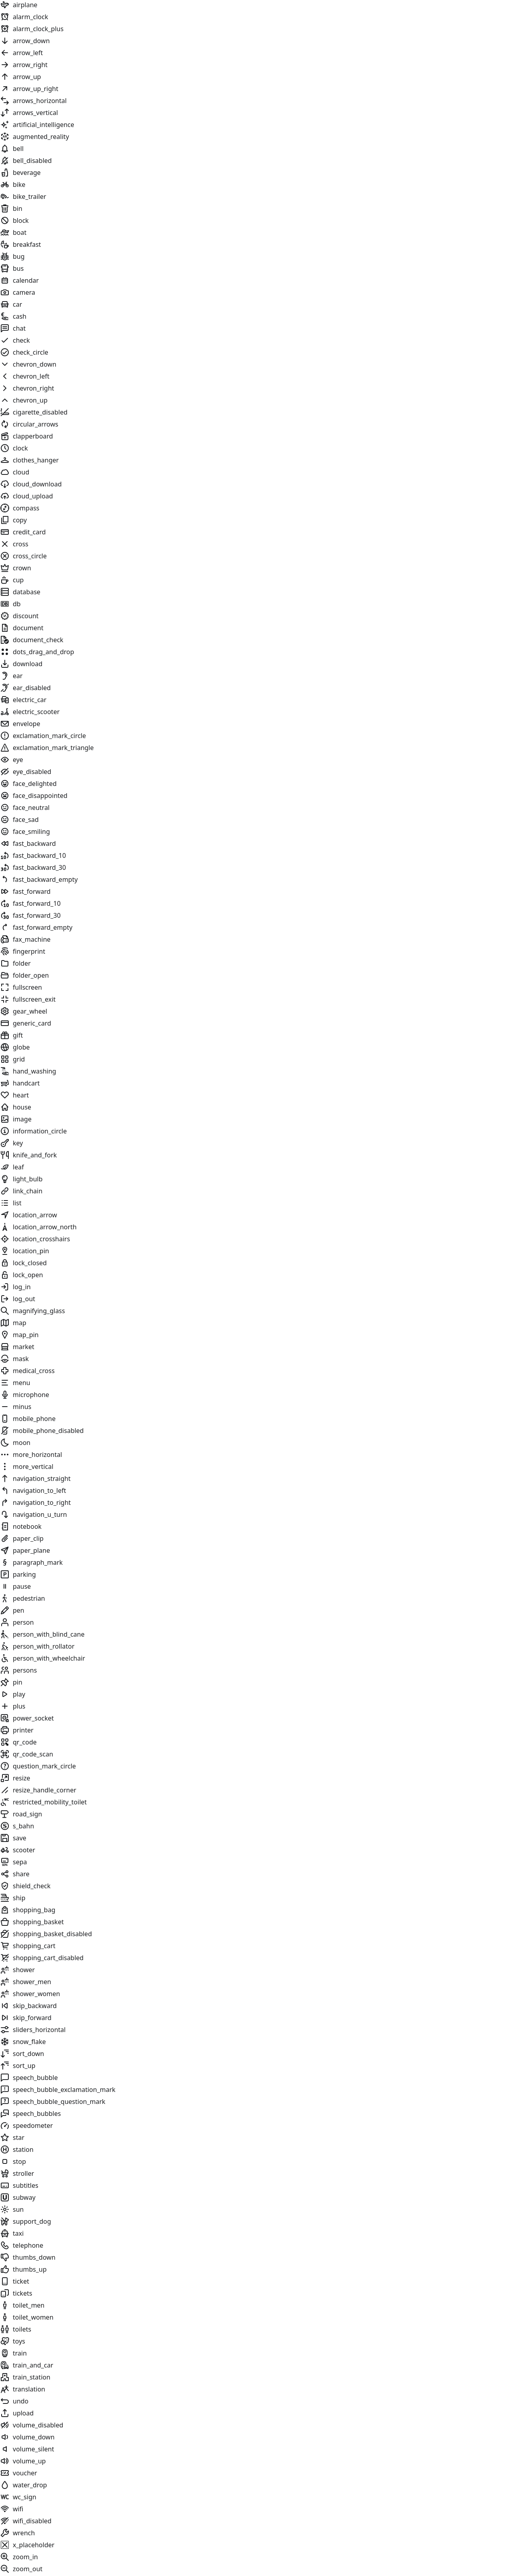 airplane
alarm_clock
alarm_clock_plus
arrow_down
arrow_left
arrow_right
arrow_up
arrow_up_right
arrows_horizontal
arrows_vertical
artificial_intelligence
augmented_reality
bell
bell_disabled
beverage
bike
bike_trailer
bin
block
boat
breakfast
bug
bus
calendar
camera
car
cash
chat
check
check_circle
chevron_down
chevron_left
chevron_right
chevron_up
cigarette_disabled
circular_arrows
clapperboard
clock
clothes_hanger
cloud
cloud_download
cloud_upload
compass
copy
credit_card
cross
cross_circle
crown
cup
database
db
discount
document
document_check
dots_drag_and_drop
download
ear
ear_disabled
electric_car
electric_scooter
envelope
exclamation_mark_circle
exclamation_mark_triangle
eye
eye_disabled
face_delighted
face_disappointed
face_neutral
face_sad
face_smiling
fast_backward
fast_backward_10
fast_backward_30
fast_backward_empty
fast_forward
fast_forward_10
fast_forward_30
fast_forward_empty
fax_machine
fingerprint
folder
folder_open
fullscreen
fullscreen_exit
gear_wheel
generic_card
gift
globe
grid
hand_washing
handcart
heart
house
image
information_circle
key
knife_and_fork
leaf
light_bulb
link_chain
list
location_arrow
location_arrow_north
location_crosshairs
location_pin
lock_closed
lock_open
log_in
log_out
magnifying_glass
map
map_pin
market
mask
medical_cross
menu
microphone
minus
mobile_phone
mobile_phone_disabled
moon
more_horizontal
more_vertical
navigation_straight
navigation_to_left
navigation_to_right
navigation_u_turn
notebook
paper_clip
paper_plane
paragraph_mark
parking
pause
pedestrian
pen
person
person_with_blind_cane
person_with_rollator
person_with_wheelchair
persons
pin
play
plus
power_socket
printer
qr_code
qr_code_scan
question_mark_circle
resize
resize_handle_corner
restricted_mobility_toilet
road_sign
s_bahn
save
scooter
sepa
share
shield_check
ship
shopping_bag
shopping_basket
shopping_basket_disabled
shopping_cart
shopping_cart_disabled
shower
shower_men
shower_women
skip_backward
skip_forward
sliders_horizontal
snow_flake
sort_down
sort_up
speech_bubble
speech_bubble_exclamation_mark
speech_bubble_question_mark
speech_bubbles
speedometer
star
station
stop
stroller
subtitles
subway
sun
support_dog
taxi
telephone
thumbs_down
thumbs_up
ticket
tickets
toilet_men
toilet_women
toilets
toys
train
train_and_car
train_station
translation
undo
upload
volume_disabled
volume_down
volume_silent
volume_up
voucher
water_drop
WC wc_sign
wifi
wifi_disabled
wrench
x_placeholder
zoom_in
zoom_out